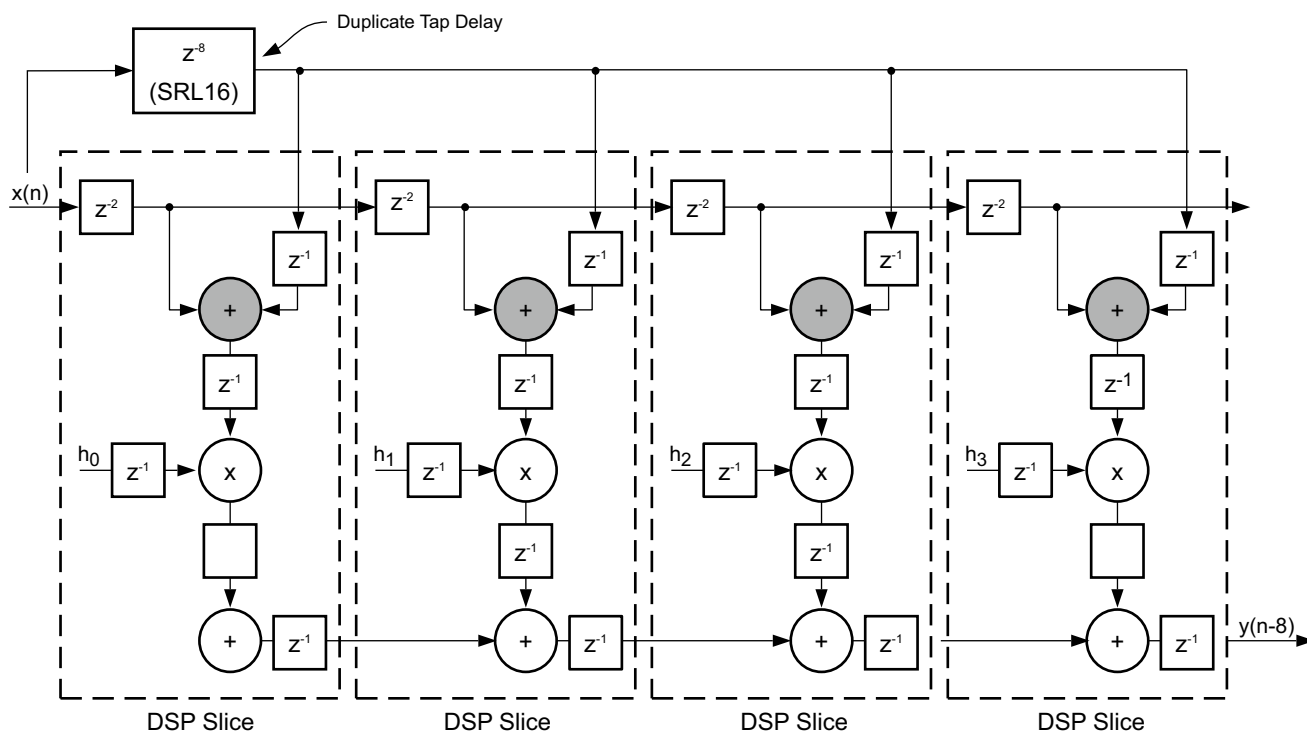 Duplicate Tap Delay
z-8
(SRL16)
x(n)
z-2
z-2
z-2
z-2
z-1
z-1
z-1
z-1
+
+
+
+
z-1
z-1
z-1
z-1
h0
z-1
x
h1
z-1
x
h2
z-1
x
h3
z-1
x
z-1
z-1
+
z-1
+
z-1
+
z-1
+
z-1
y(n-8)
DSP Slice
DSP Slice
DSP Slice
DSP Slice